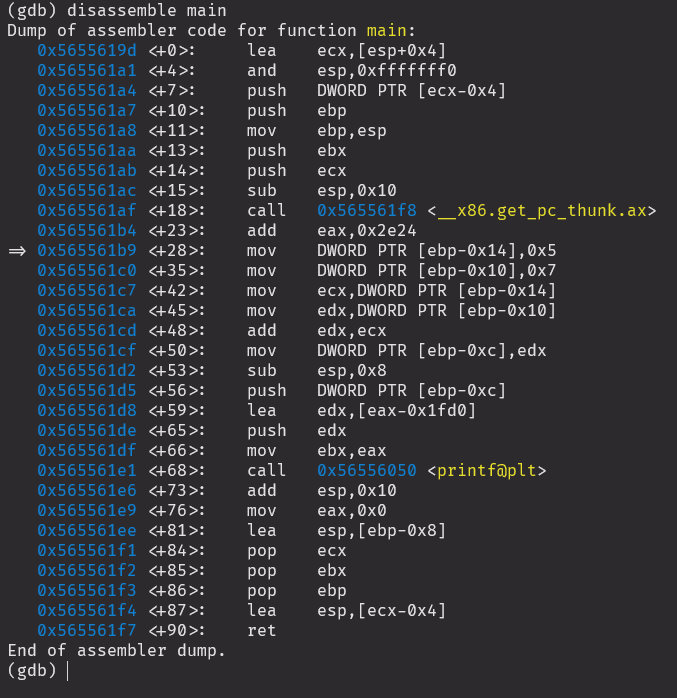 (gdb) disassemble main
Dump of assembler code for function main:
   0x5655619d <+0>:	lea    ecx,[esp+0x4]
   0x565561a1 <+4>:	and    esp,0xfffffff0
   0x565561a4 <+7>:	push   DWORD PTR [ecx-0x4]
   0x565561a7 <+10>:	push   ebp
   0x565561a8 <+11>:	mov    ebp,esp
   0x565561aa <+13>:	push   ebx
   0x565561ab <+14>:	push   ecx
   0x565561ac <+15>:	sub    esp,0x10
   0x565561af <+18>:	call   0x565561f8 <__x86.get_pc_thunk.ax>
   0x565561b4 <+23>:	add    eax,0x2e24
=> 0x565561b9 <+28>:	mov    DWORD PTR [ebp-0x14],0x5
   0x565561c0 <+35>:	mov    DWORD PTR [ebp-0x10],0x7
   0x565561c7 <+42>:	mov    ecx,DWORD PTR [ebp-0x14]
   0x565561ca <+45>:	mov    edx,DWORD PTR [ebp-0x10]
   0x565561cd <+48>:	add    edx,ecx
   0x565561cf <+50>:	mov    DWORD PTR [ebp-0xc],edx
   0x565561d2 <+53>:	sub    esp,0x8
   0x565561d5 <+56>:	push   DWORD PTR [ebp-0xc]
   0x565561d8 <+59>:	lea    edx,[eax-0x1fd0]
   0x565561de <+65>:	push   edx
   0x565561df <+66>:	mov    ebx,eax
   0x565561e1 <+68>:	call   0x56556050 <printf@plt>
   0x565561e6 <+73>:	add    esp,0x10
   0x565561e9 <+76>:	mov    eax,0x0
   0x565561ee <+81>:	lea    esp,[ebp-0x8]
   0x565561f1 <+84>:	pop    ecx
   0x565561f2 <+85>:	pop    ebx
   0x565561f3 <+86>:	pop    ebp
   0x565561f4 <+87>:	lea    esp,[ecx-0x4]
   0x565561f7 <+90>:	ret
End of assembler dump.
(gdb)